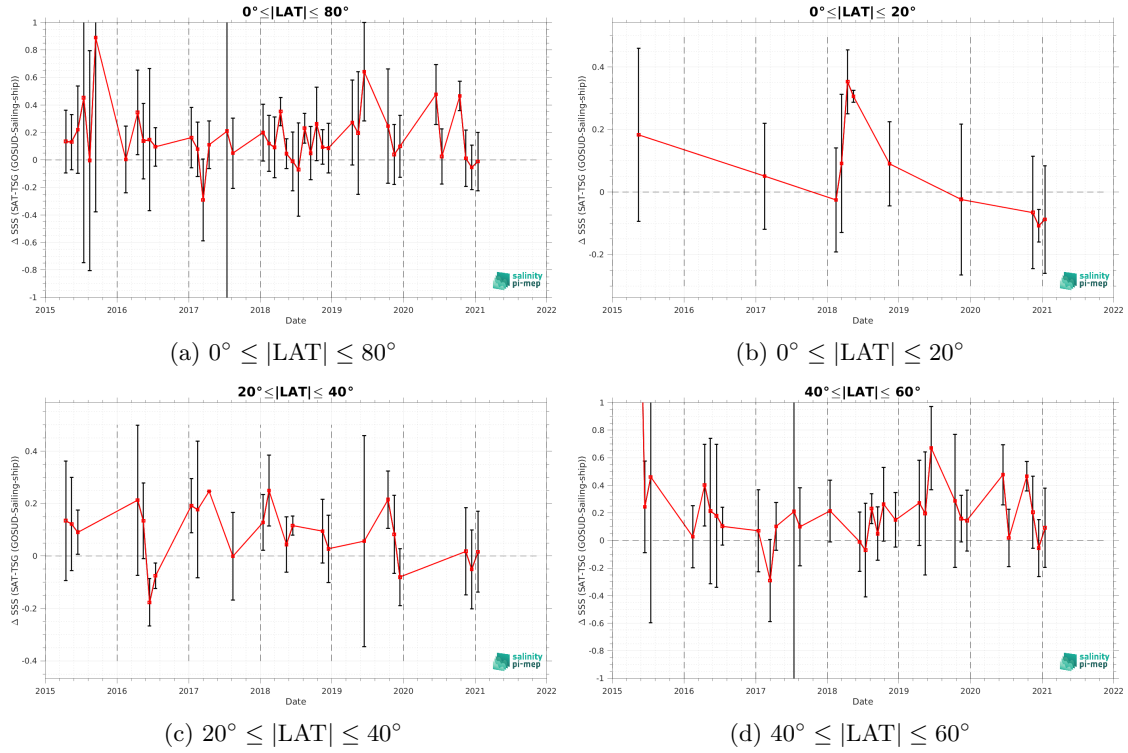 0°≤|LAT|≤ 80°
Δ SSS (SAT-TSG (GOSUD-Sailing-ship))
1
0.8
0.6
0.4
0.2
0
-0.2
-0.4
-0.6
-0.8
-1
2015 2016 2017 2018 2019 2020 2021 2022
Date
salinity
pi-mep
(a) 0° ≤ |LAT| ≤ 80°
0°≤|LAT|≤ 20°
Δ SSS (SAT-TSG (GOSUD-Sailing-ship))
0.4
0.2
0
-0.2
2015 2016 2017 2018 2019 2020 2021 2022
Date
salinity
pi-mep
(b) 0° ≤ |LAT| ≤ 20°
20°≤|LAT|≤ 40°
Δ SSS (SAT-TSG (GOSUD-Sailing-ship))
0.4
0.2
0
-0.2
-0.4
2015 2016 2017 2018 2019 2020 2021 2022
Date
salinity
pi-mep
(c) 20° ≤ |LAT| ≤ 40°
40°≤|LAT|≤ 60°
Δ SSS (SAT-TSG (GOSUD-Sailing-ship))
1
0.8
0.6
0.4
0.2
0
-0.2
-0.4
-0.6
-0.8
-1
2015 2016 2017 2018 2019 2020 2021 2022
Date
salinity
pi-mep
(d) 40° ≤ |LAT| ≤ 60°